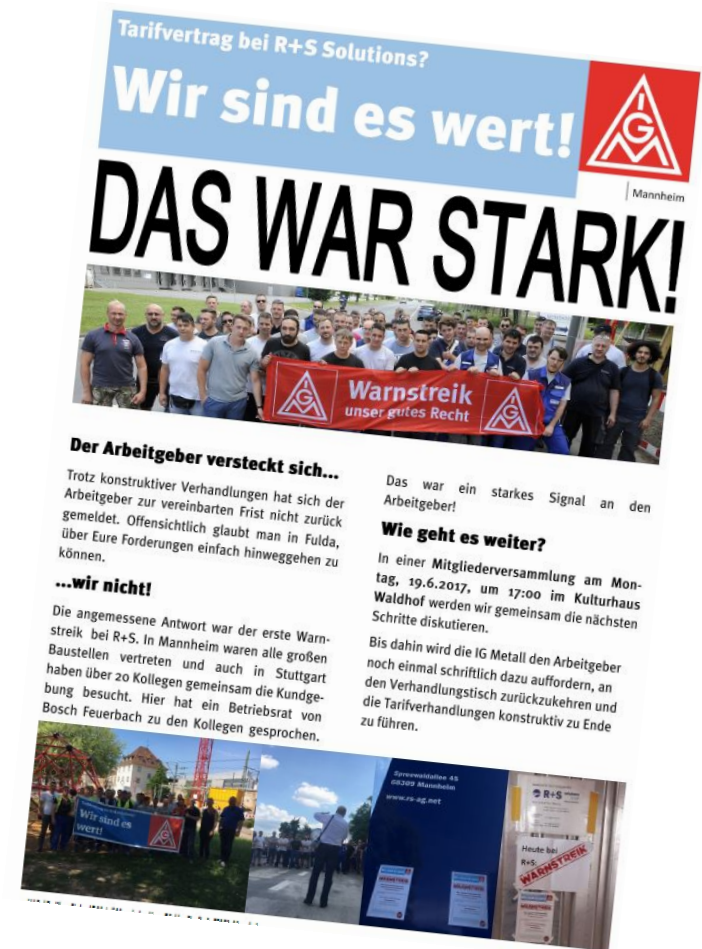 Tarifvertrag bei R+S Solutions?
Wir sind es wert!
IGM
Mannheim
DAS WAR STARK!
Warnstreik
unser gutes Recht
Der Arbeitgeber versteckt sich...
Trotz konstruktiver Verhandlungen hat sich der
Arbeitgeber zur vereinbarten Frist nicht zurück
gemeldet. Offensichtlich glaubt man in Fulda,
über Eure Forderungen einfach hinweggehen zu
können.
...wir nicht!
Die angemessene Antwort war der erste Warn-
streik bei R+S. In Mannheim waren alle großen
Baustellen vertreten und auch in Stuttgart
haben über 20 Kollegen gemeinsam die Kundge-
bung besucht. Hier hat ein Betriebsrat von
Bosch Feuerbach zu den Kollegen gesprochen.
Das war ein starkes Signal an den
Arbeitgeber!
Wie geht es weiter?
In einer Mitgliederversammlung am Mon-
tag, 19.6.2017, um 17:00 im Kulturhaus
Waldhof werden wir gemeinsam die nächsten
Schritte diskutieren.
Bis dahin wird die IG Metall den Arbeitgeber
noch einmal schriftlich dazu auffordern, an
den Verhandlungstisch zurückzukehren und
die Tarifverhandlungen konstruktiv zu Ende
zu führen.
Wir sind es
wert!
Spreewaldallee 45
68309 Mannheim
www.rs-ag.net
WARNSTREIK
WARNSTREIK
R+S
Heute bei
R+S:
WARNSTREIK